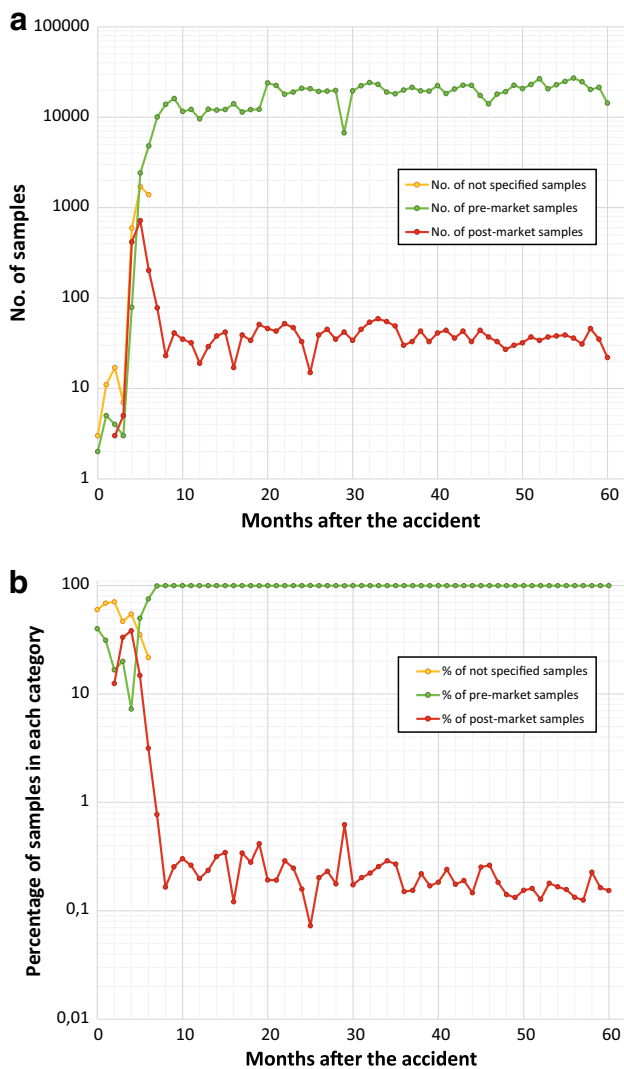 a
No. of samples
100000
10000
1000
100
10
1
No. of not specified samples
No. of pre-market samples
No. of post-market samples
0 10 20 30 40 50 60
Months after the accident
b
Percentage of samples in each category
100
10
1
0,1
0,01
% of not specified samples
% of pre-market samples
% of post-market samples
0 10 20 30 40 50 60
Months after the accident